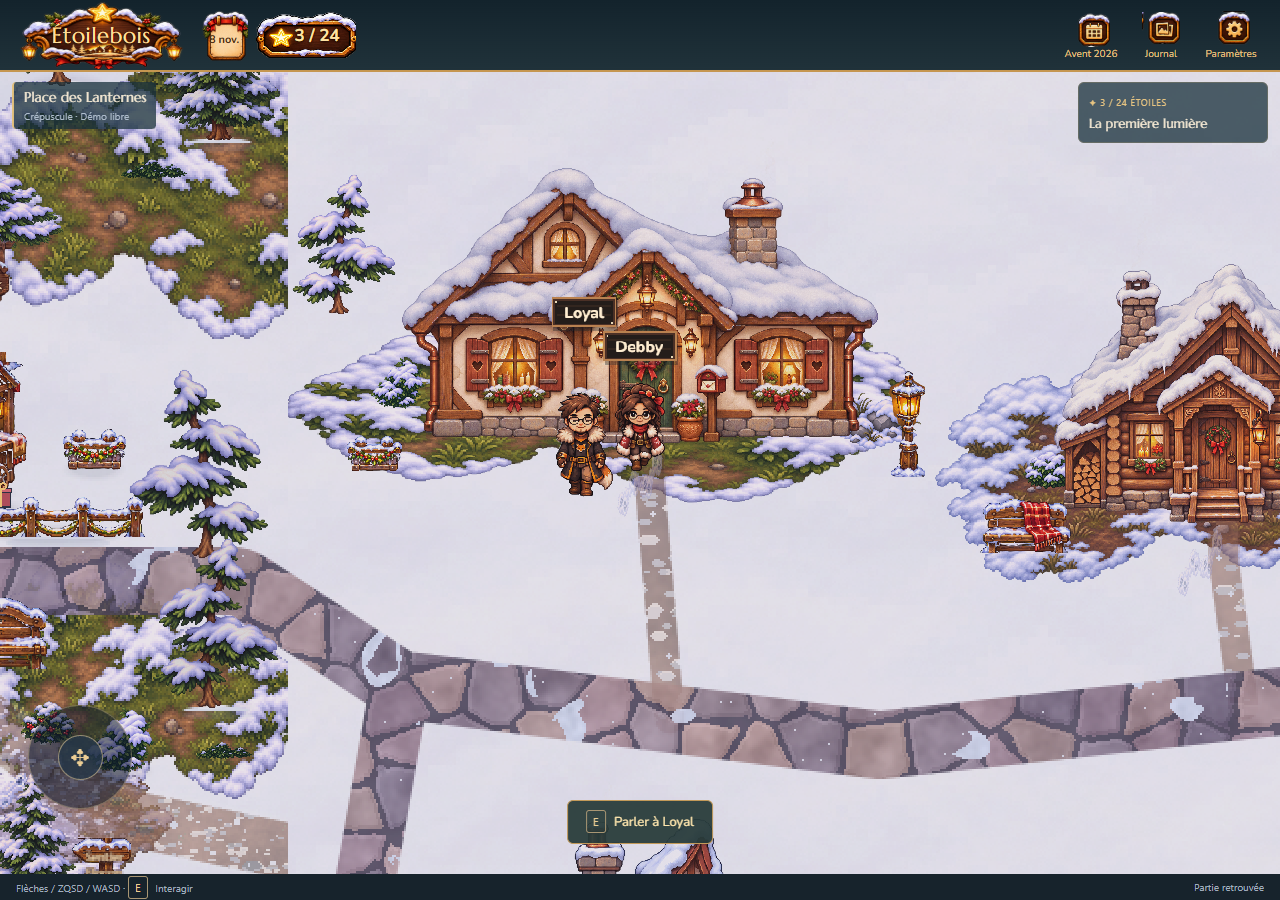 Etoilebois
8 nov.
3 / 24
Avent 2026
Journal
Paramètres
Place des Lanternes
Crépuscule · Démo libre
✦ 3 / 24 ÉTOILES
La première lumière
Loyal
Debby
E Parler à Loyal
Flèches / ZQSD / WASD · E Interagir
Partie retrouvée